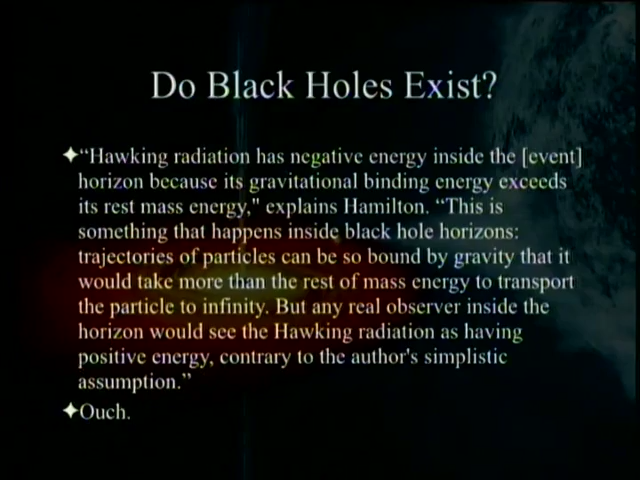 Do Black Holes Exist?
✦“Hawking radiation has negative energy inside the [event]
horizon because its gravitational binding energy exceeds
its rest mass energy," explains Hamilton. “This is
something that happens inside black hole horizons:
trajectories of particles can be so bound by gravity that it
would take more than the rest of mass energy to transport
the particle to infinity. But any real observer inside the
horizon would see the Hawking radiation as having
positive energy, contrary to the author's simplistic
assumption.”
✦Ouch.